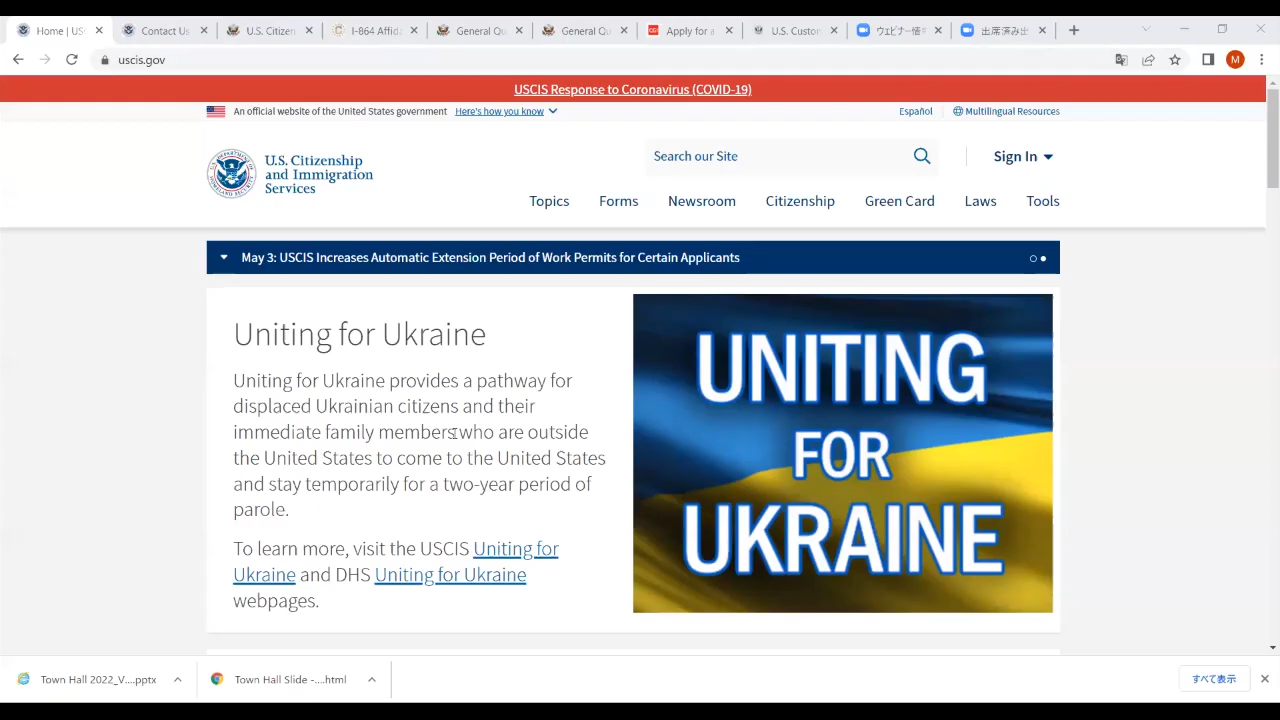 Home | US
Contact Us
U.S. Citizen
I-864 Affid
General Qu
General Qu
Apply for a
U.S. Custom
ウェビナー情幸
出席済み出
uscis.gov
M
USCIS Response to Coronavirus (COVID-19)
An official website of the United States government Here's how you know
Español
Multilingual Resources
U.S. Citizenship
and Immigration
Services
Search our Site
Sign In
Topics
Forms
Newsroom
Citizenship
Green Card
Laws
Tools
May 3: USCIS Increases Automatic Extension Period of Work Permits for Certain Applicants
Uniting for Ukraine
Uniting for Ukraine provides a pathway for
displaced Ukrainian citizens and their
immediate family members who are outside
the United States to come to the United States
and stay temporarily for a two-year period of
parole.
To learn more, visit the USCIS Uniting for
Ukraine and DHS Uniting for Ukraine
webpages.
UNITING
FOR
UKRAINE
Town Hall 2022_V....pptx
Town Hall Slide -....html
すべて表示